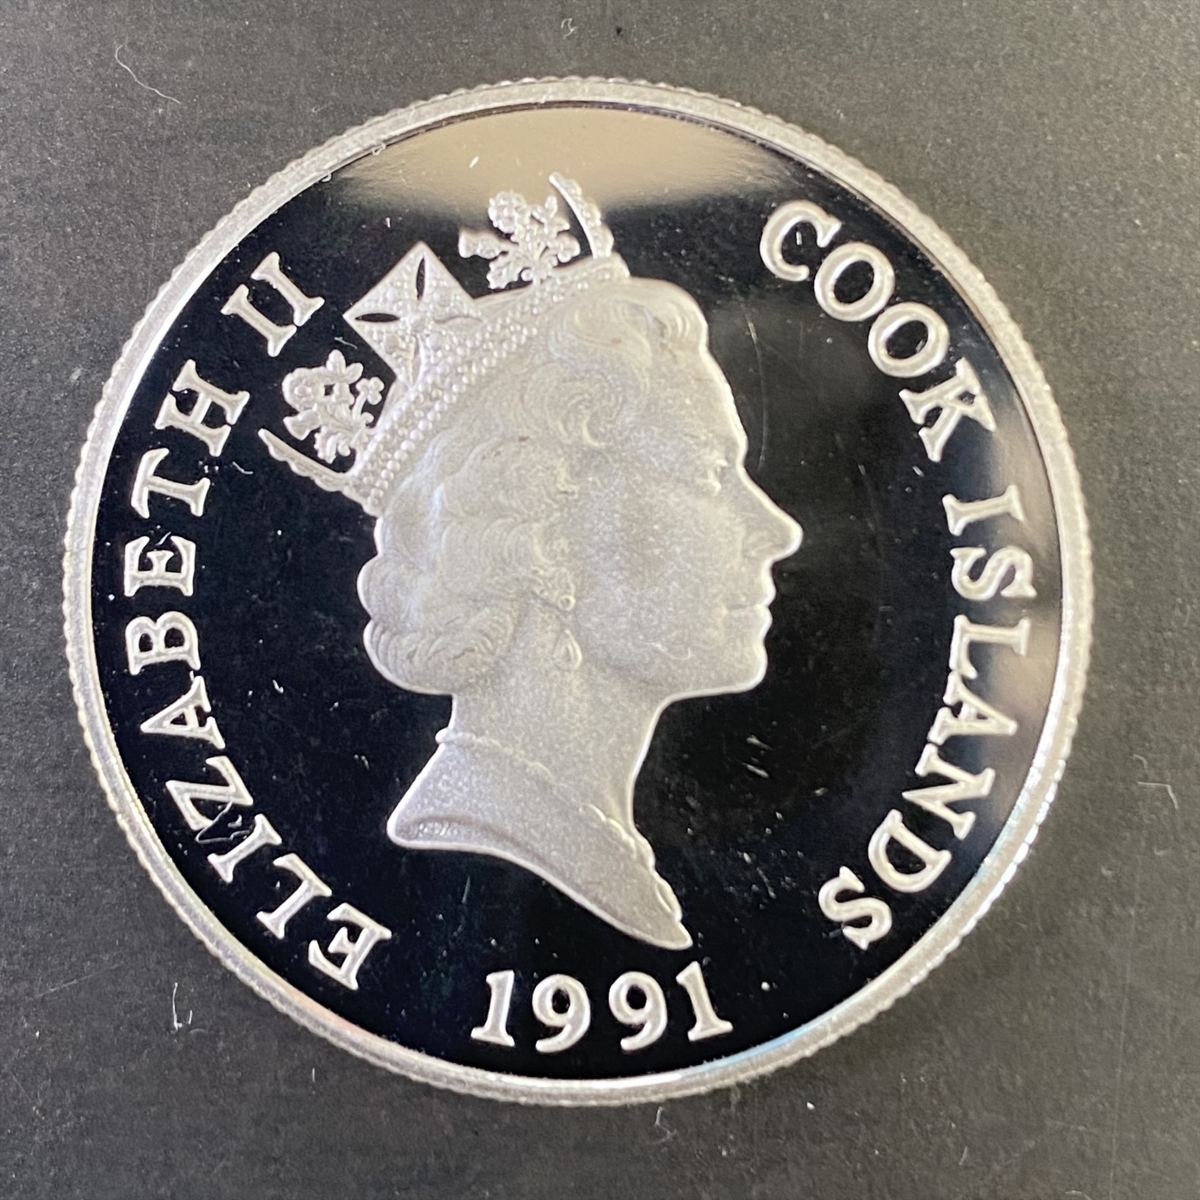 ELIZABETH II
COOK ISLANDS
1991